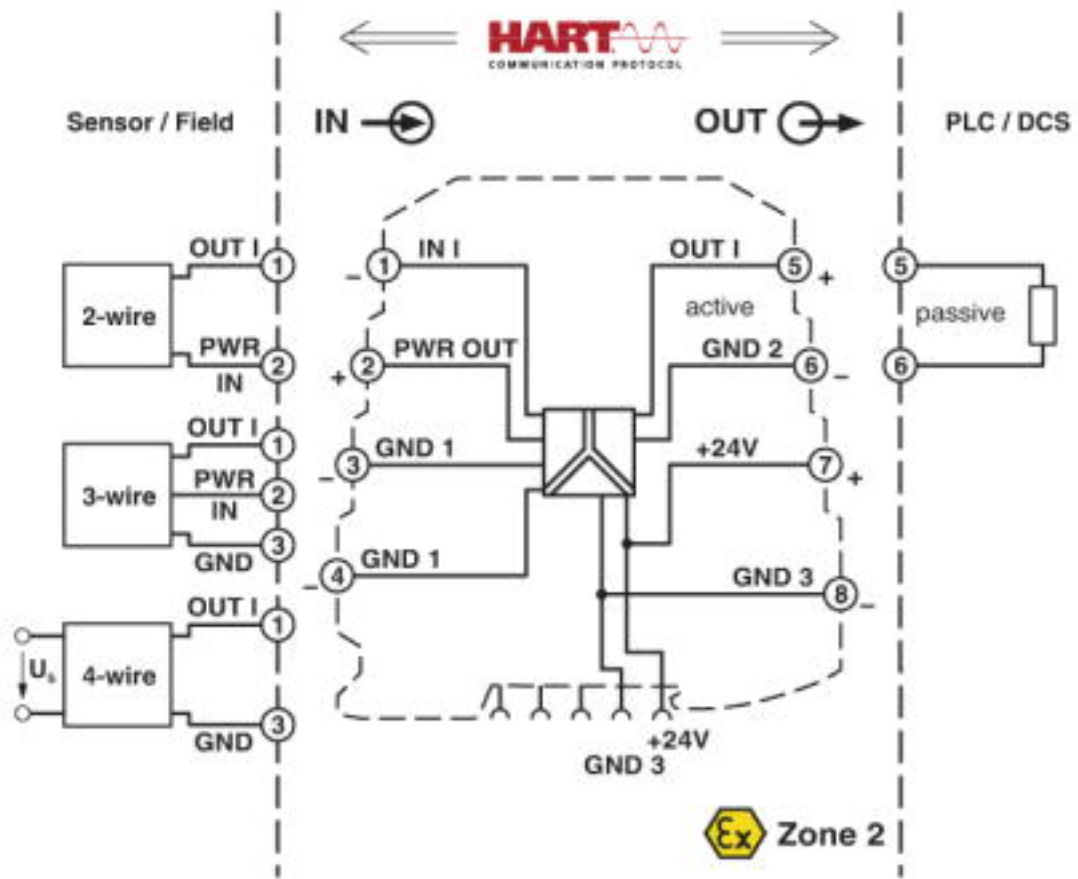 HART
COMMUNICATION PROTOCOL
Sensor / Field
IN
OUT
PLC / DCS
OUT I
1
2-wire
PWR
IN
2
OUT I
1
3-wire
PWR
IN
2
GND
3
OUT I
1
Us
4-wire
GND
3
- 1 IN I
+ 2 PWR OUT
- 3 GND 1
- 4 GND 1
OUT I 5 +
active
GND 2 6 -
+24V 7 +
GND 3 8 -
+24V
GND 3
5
passive
6
Ex Zone 2